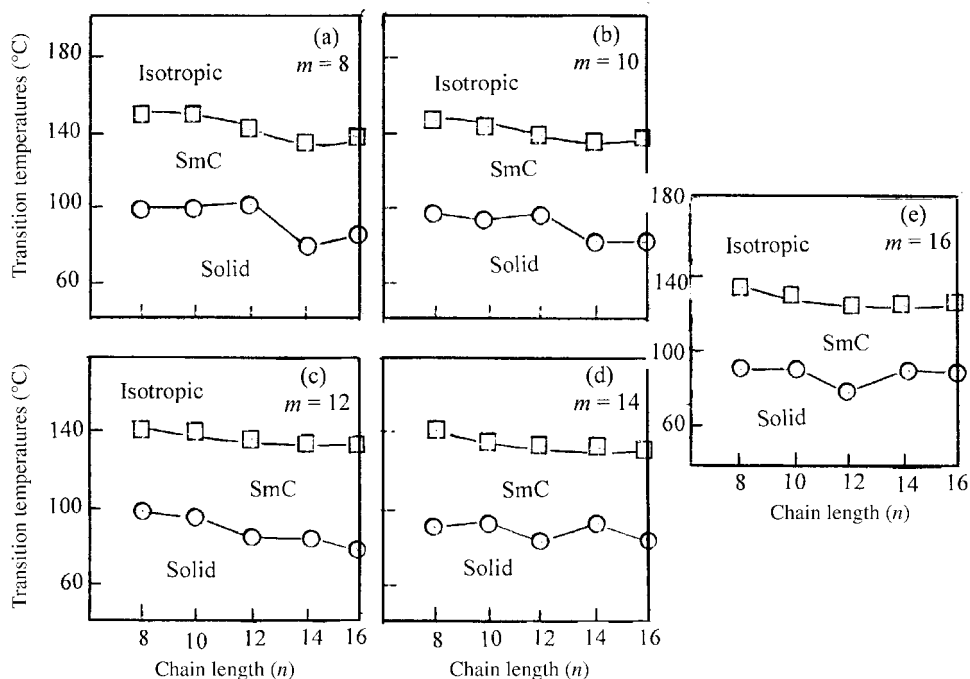 (a)
m = 8
Isotropic
SmC
Solid
180
140
100
60
Transition temperatures (°C)
(b)
m = 10
Isotropic
SmC
Solid
(c)
m = 12
Isotropic
SmC
Solid
140
100
60
Transition temperatures (°C)
8 10 12 14 16
Chain length (n)
(d)
m = 14
SmC
Solid
8 10 12 14 16
Chain length (n)
(e)
m = 16
Isotropic
SmC
Solid
180
140
100
60
8 10 12 14 16
Chain length (n)